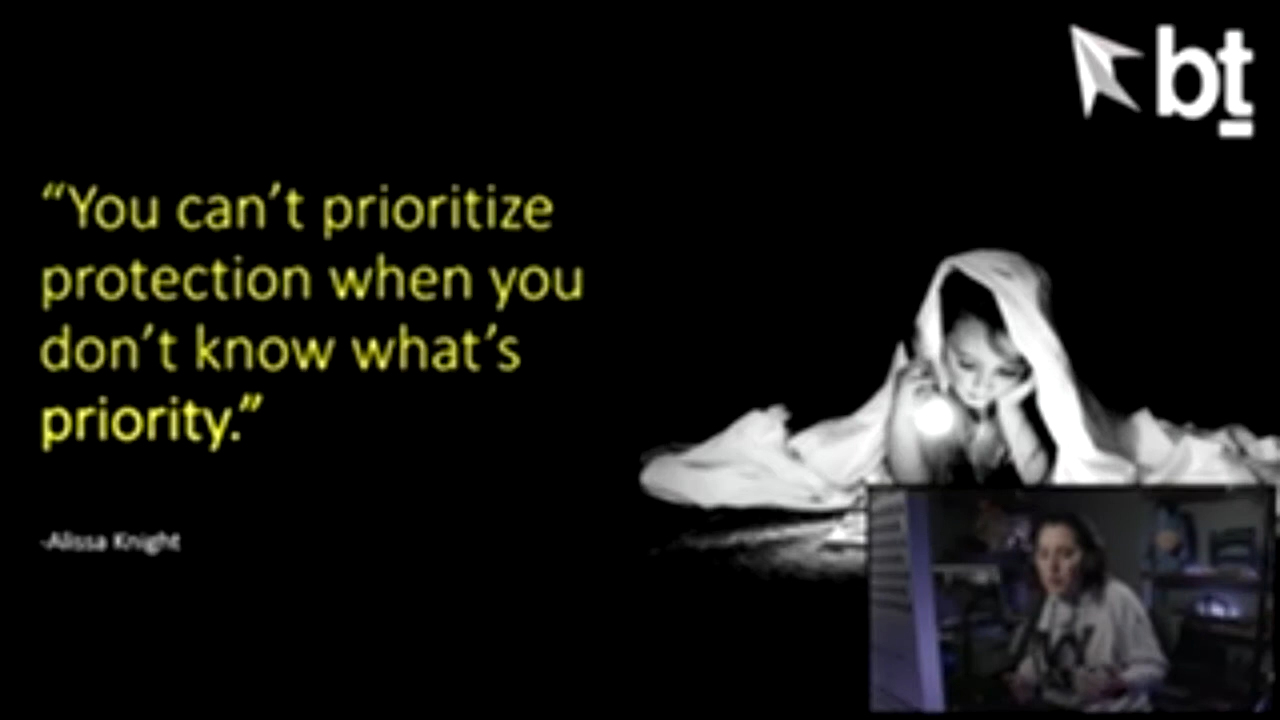 bt
“You can’t prioritize
protection when you
don’t know what’s
priority.”
-Alissa Knight